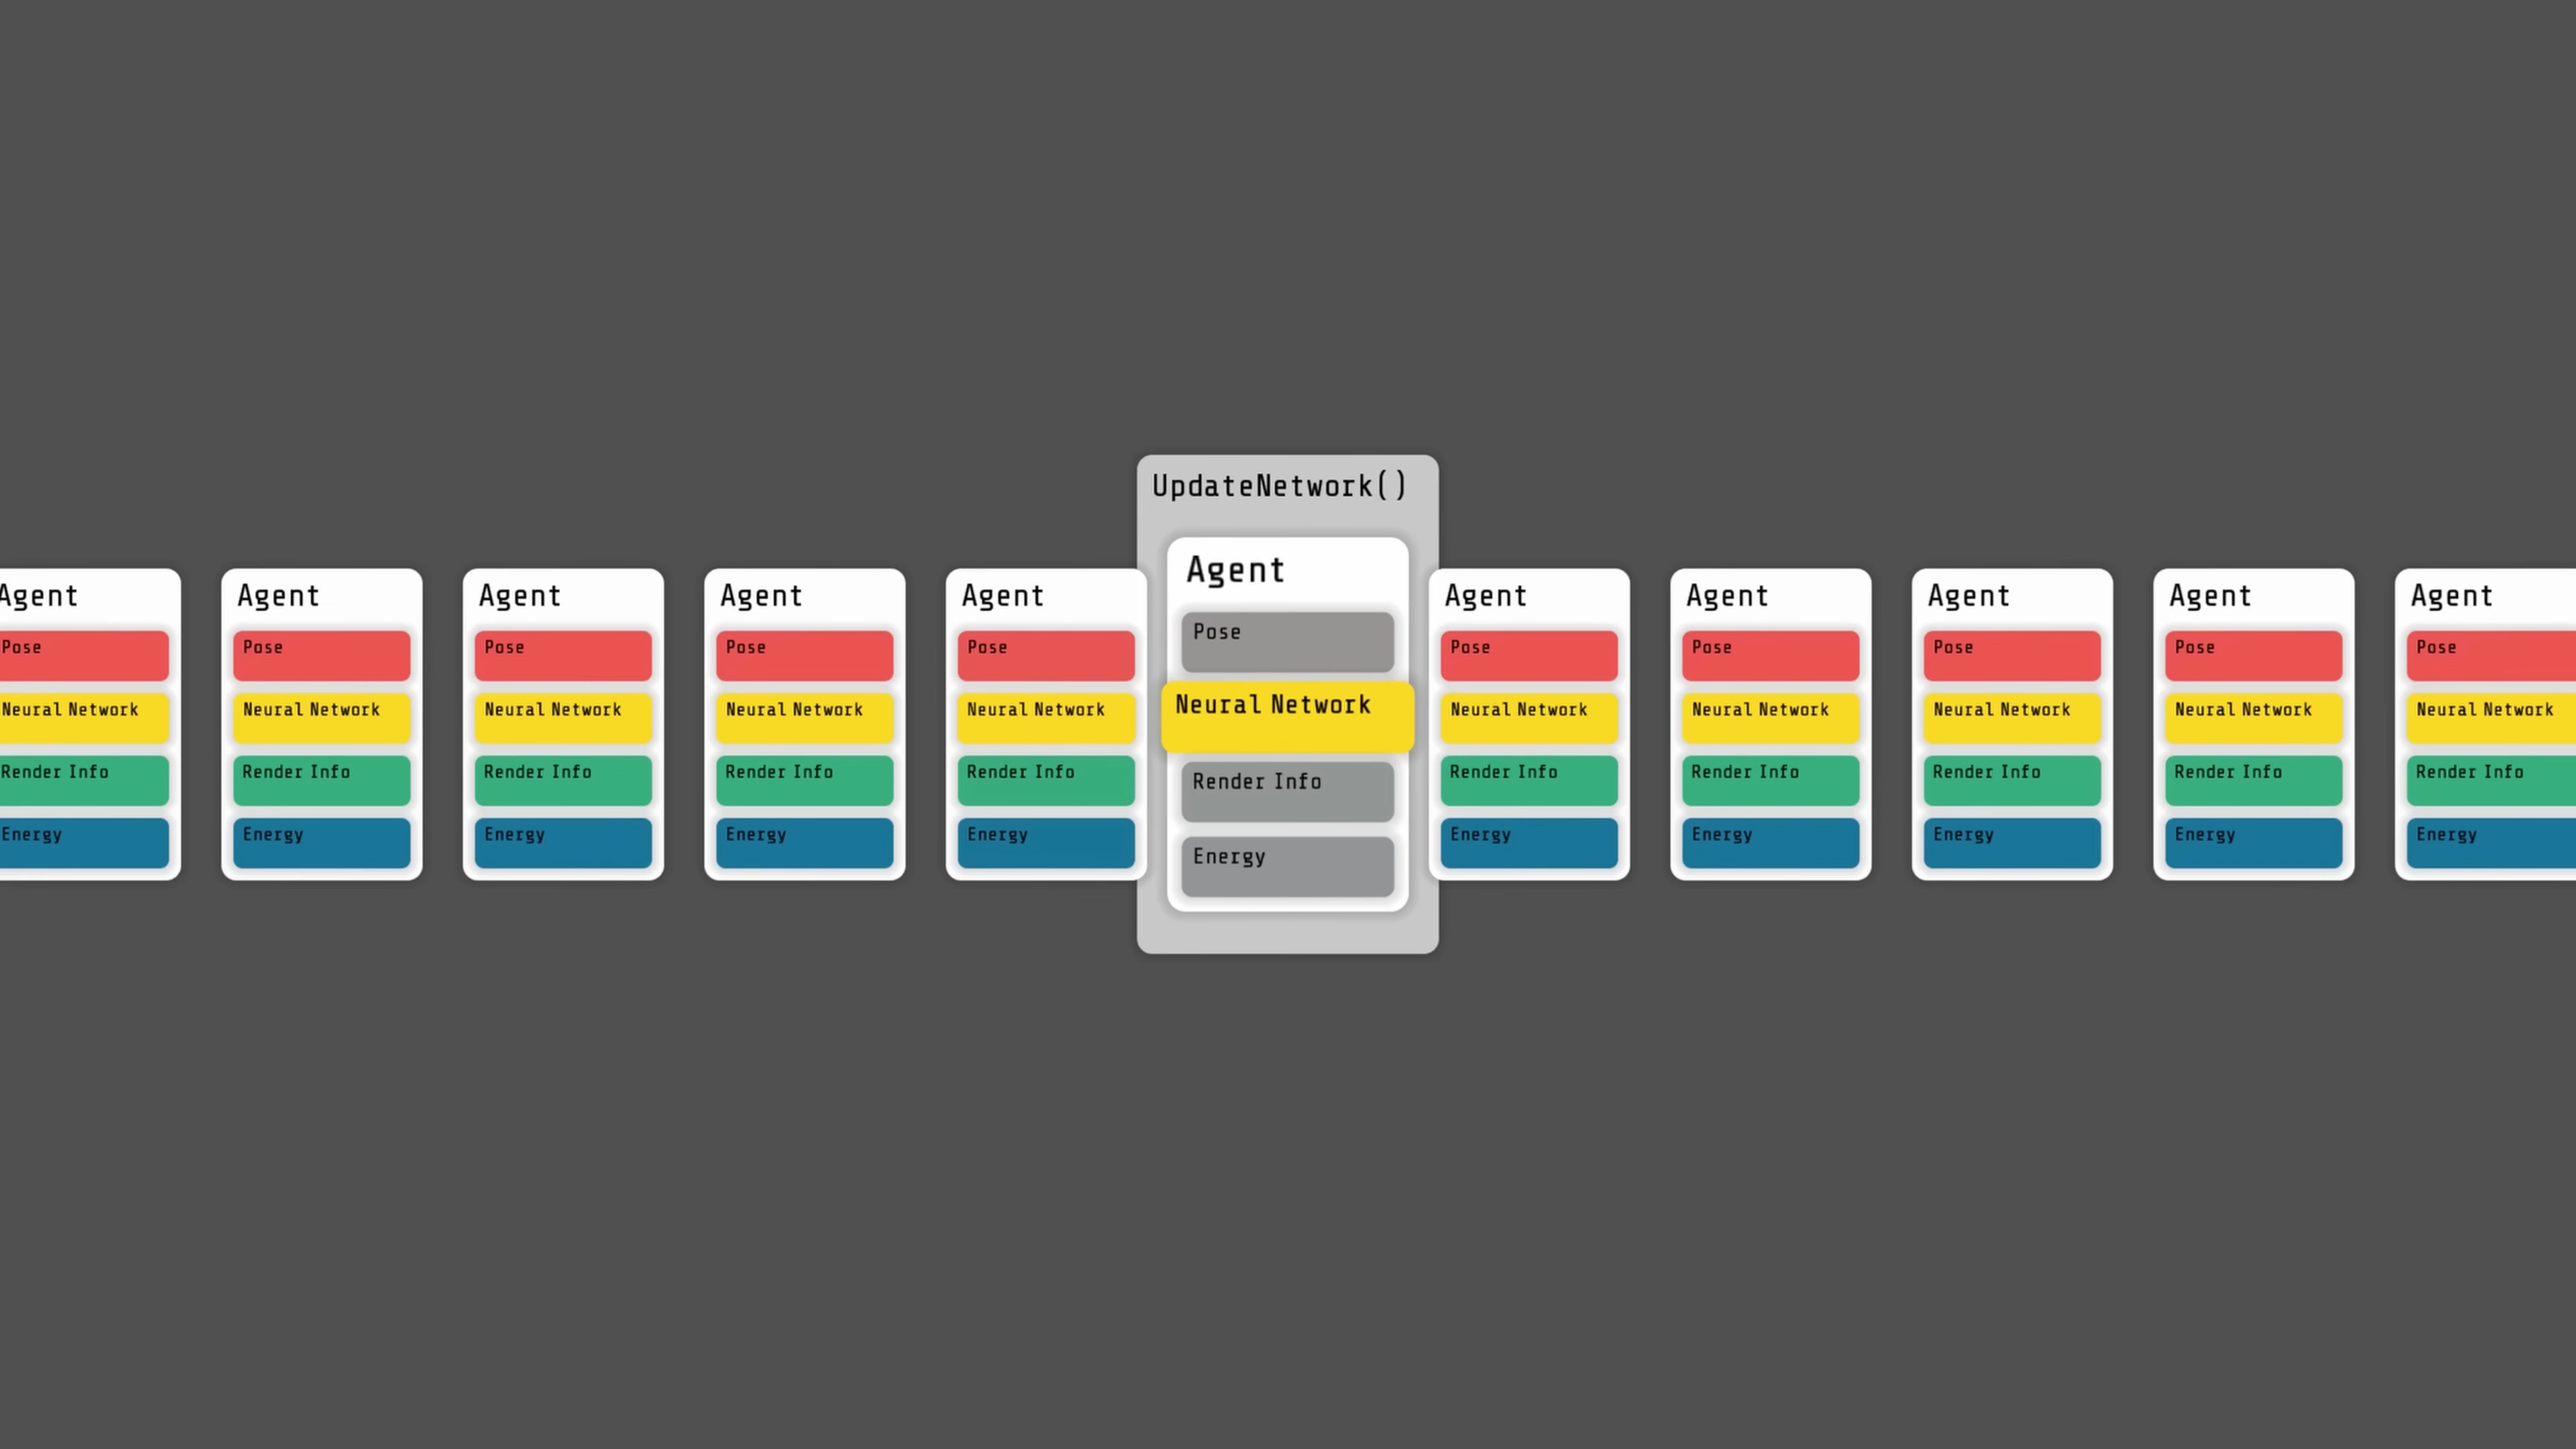 UpdateNetwork()
Agent
Pose
Neural Network
Render Info
Energy
Agent
Pose
Neural Network
Render Info
Energy
Agent
Pose
Neural Network
Render Info
Energy
Agent
Pose
Neural Network
Render Info
Energy
Agent
Pose
Neural Network
Render Info
Energy
Agent
Pose
Neural Network
Render Info
Energy
Agent
Pose
Neural Network
Render Info
Energy
Agent
Pose
Neural Network
Render Info
Energy
Agent
Pose
Neural Network
Render Info
Energy
Agent
Pose
Neural Network
Render Info
Energy
Agent
Pose
Neural Network
Render Info
Energy